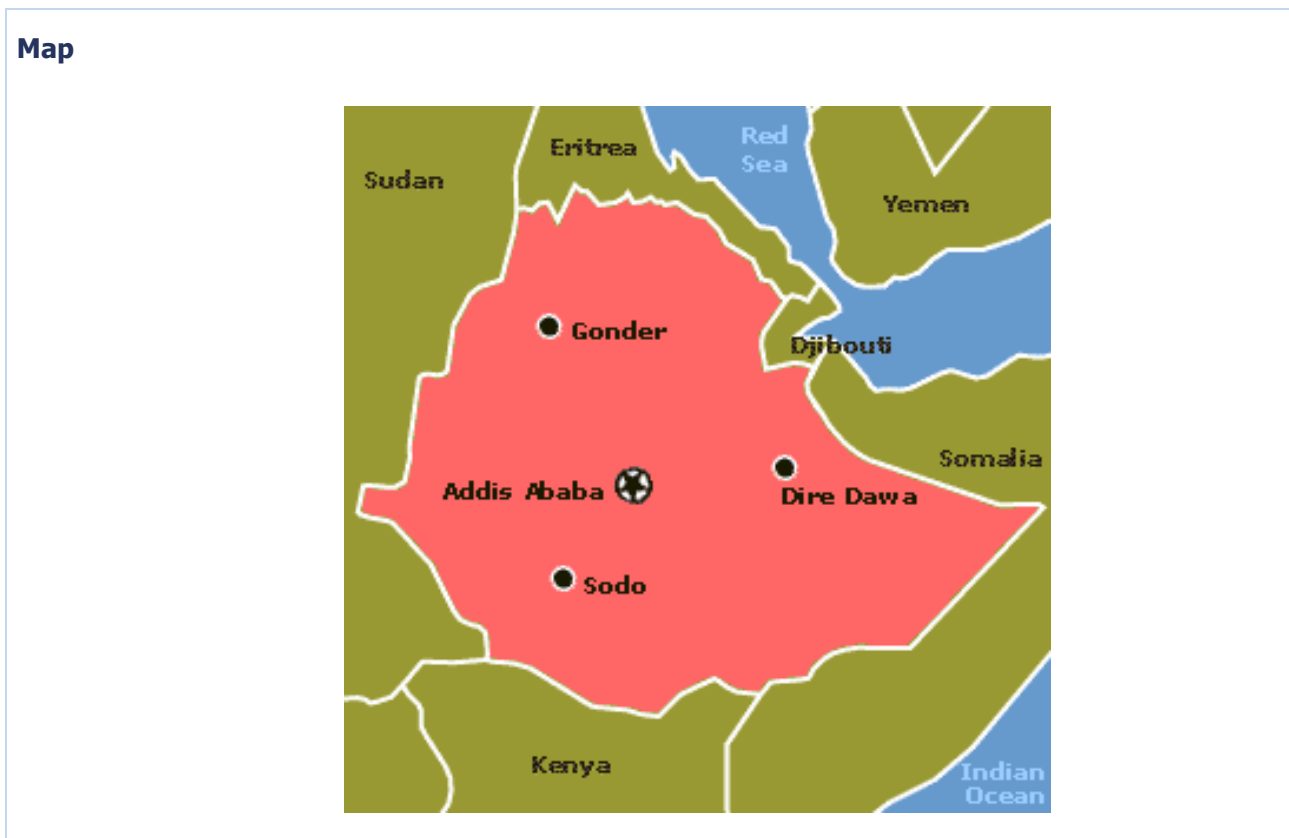 Map
Eritrea
Red
Sea
Sudan
Yemen
Gonder
Djibouti
Somalia
Addis Ababa
Dire Dawa
Sodo
Kenya
Indian
Ocean